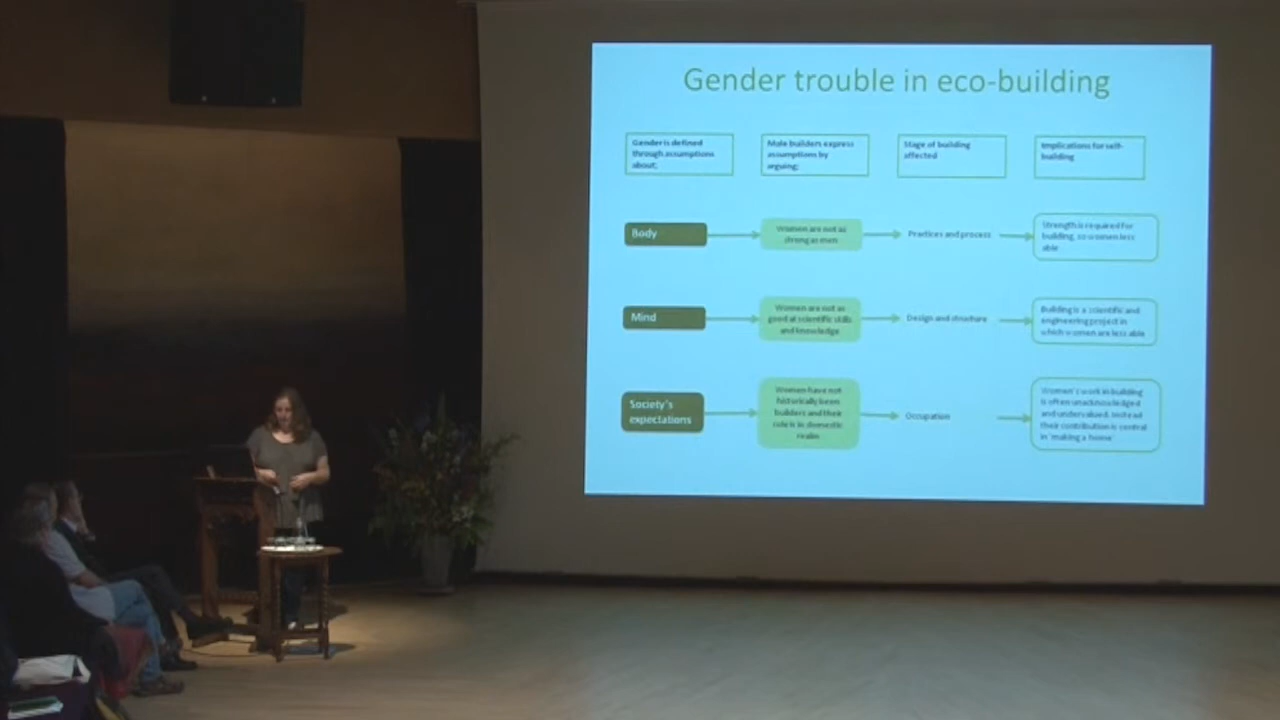 Gender trouble in eco-building
Gender is defined
through assumptions
about;
Male builders express
assumptions by
arguing;
Stage of building
affected
Implications for self-
building
Body
Women are not as
strong as men
Practices and process
Strength is required for
building, so women less
able
Mind
Women are not as
good at scientific skills
and knowledge
Design and structure
Building is a scientific and
engineering project in
which women are less able
Society's
expectations
Women have not
historically been
builders and their
role is in domestic
realm
Occupation
Women's work in building
is often unacknowledged
and undervalued. Instead
their contribution is central
in 'making a home'